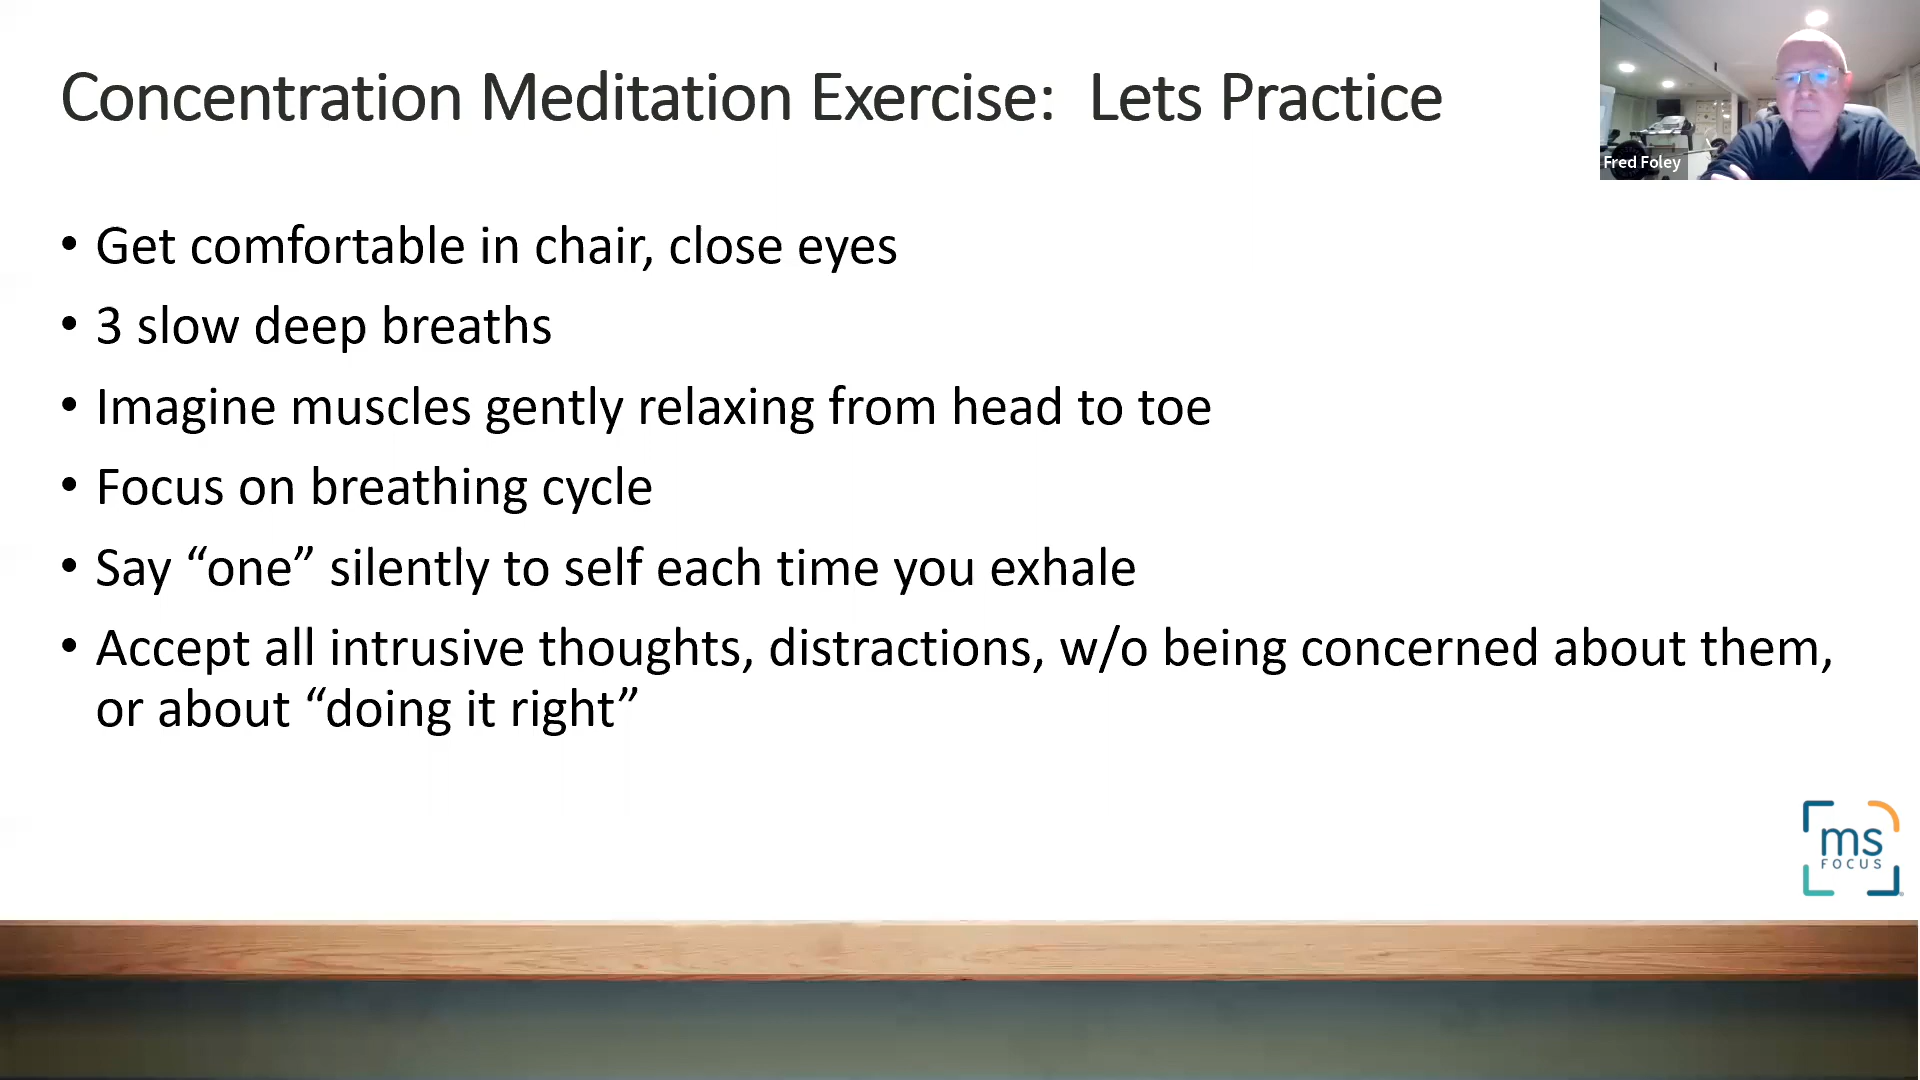 Concentration Meditation Exercise:  Lets Practice
Fred Foley
• Get comfortable in chair, close eyes
• 3 slow deep breaths
• Imagine muscles gently relaxing from head to toe
• Focus on breathing cycle
• Say “one” silently to self each time you exhale
• Accept all intrusive thoughts, distractions, w/o being concerned about them,
or about “doing it right”
ms
FOCUS